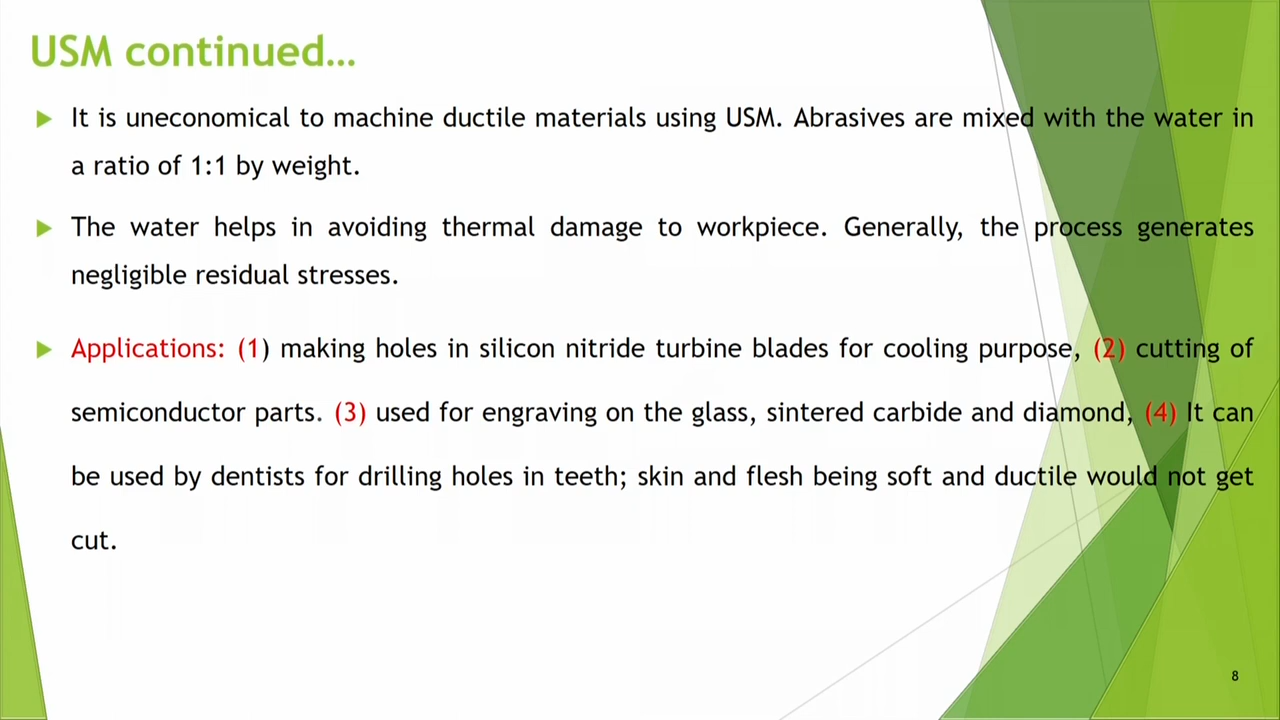 USM continued...
It is uneconomical to machine ductile materials using USM. Abrasives are mixed with the water in
a ratio of 1:1 by weight.
The water helps in avoiding thermal damage to workpiece. Generally, the process generates
negligible residual stresses.
Applications: (1) making holes in silicon nitride turbine blades for cooling purpose, (2) cutting of
semiconductor parts. (3) used for engraving on the glass, sintered carbide and diamond, (4) It can
be used by dentists for drilling holes in teeth; skin and flesh being soft and ductile would not get
cut.
8